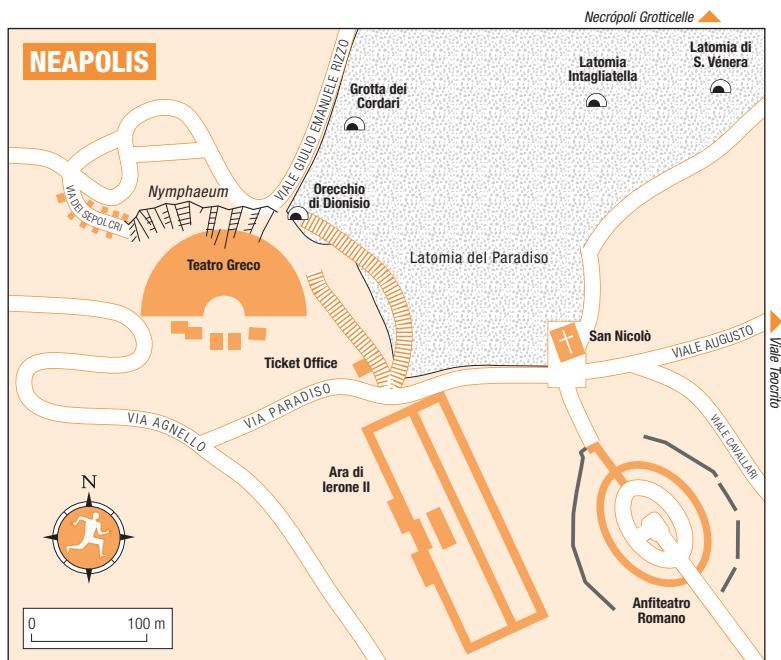 Necrópoli Grotticelle
NEAPOLIS
Grotta dei
Cordari
Latomia
Intagliatella
Latomia di
S. Vénera
VIALE GIULIO EMANUELE RIZZO
Nymphaeum
VIA DEI SEPOLCRI
Orecchio
di Dionisio
Teatro Greco
Latomia del Paradiso
San Nicolò
VIALE AUGUSTO
Viale Teocrito
Ticket Office
VIA PARADISO
VIA AGNELLO
VIALE CAVALLARI
Ara di
Ierone II
N
Anfiteatro
Romano
0 100 m